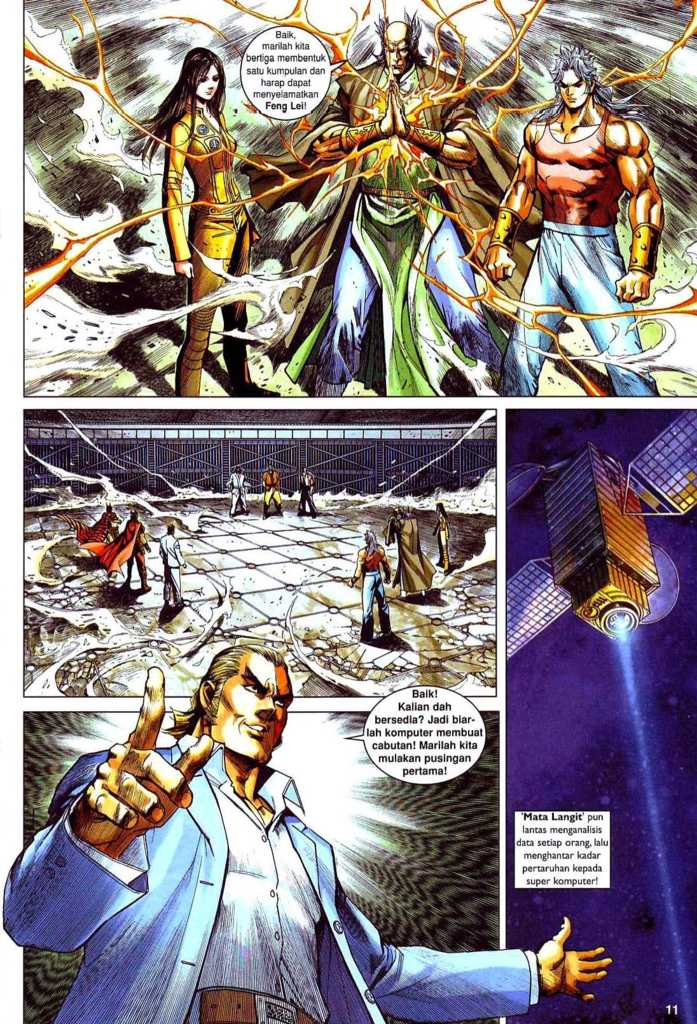 Baik,
marilah kita
bertiga membentuk
satu kumpulan dan
harap dapat
menyelamatkan
Feng Lei!
Baik!
Kalian dah
bersedia? Jadi biar-
lah komputer membuat
cabutan! Marilah kita
mulakan pusingan
pertama!
'Mata Langit' pun
lantas menganalisis
data setiap orang, lalu
menghantar kadar
pertaruhan kepada
super komputer!
11